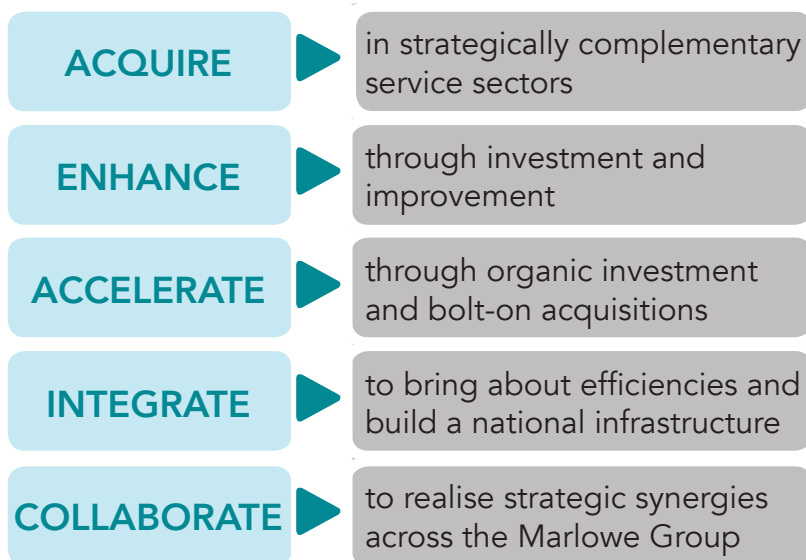 ACQUIRE
in strategically complementary
service sectors
ENHANCE
through investment and
improvement
ACCELERATE
through organic investment
and bolt-on acquisitions
INTEGRATE
to bring about efficiencies and
build a national infrastructure
COLLABORATE
to realise strategic synergies
across the Marlowe Group